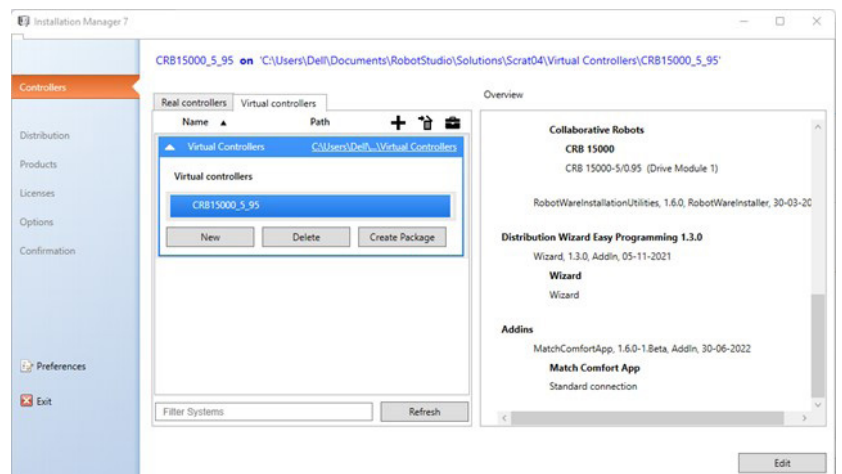 Installation Manager 7
CRB15000_5_95 on 'C:\Users\Dell\Documents\RobotStudio\Solutions\Scrat04\Virtual Controllers\CRB15000_5_95'
Controllers
Distribution
Products
Licenses
Options
Confirmation
Preferences
Exit
Real controllers Virtual controllers
Name Path
Virtual Controllers C:\Users\Dell\...\Virtual Controllers
Virtual controllers
CRB15000_5_95
New Delete Create Package
Filter Systems Refresh
Overview
Collaborative Robots
CRB 15000
CRB 15000-5/0.95 (Drive Module 1)
RobotWareInstallationUtilities, 1.6.0, RobotWareInstaller, 30-03-20
Distribution Wizard Easy Programming 1.3.0
Wizard, 1.3.0, AddIn, 05-11-2021
Wizard
Wizard
Addins
MatchComfortApp, 1.6.0-1.Beta, AddIn, 30-06-2022
Match Comfort App
Standard connection
Edit